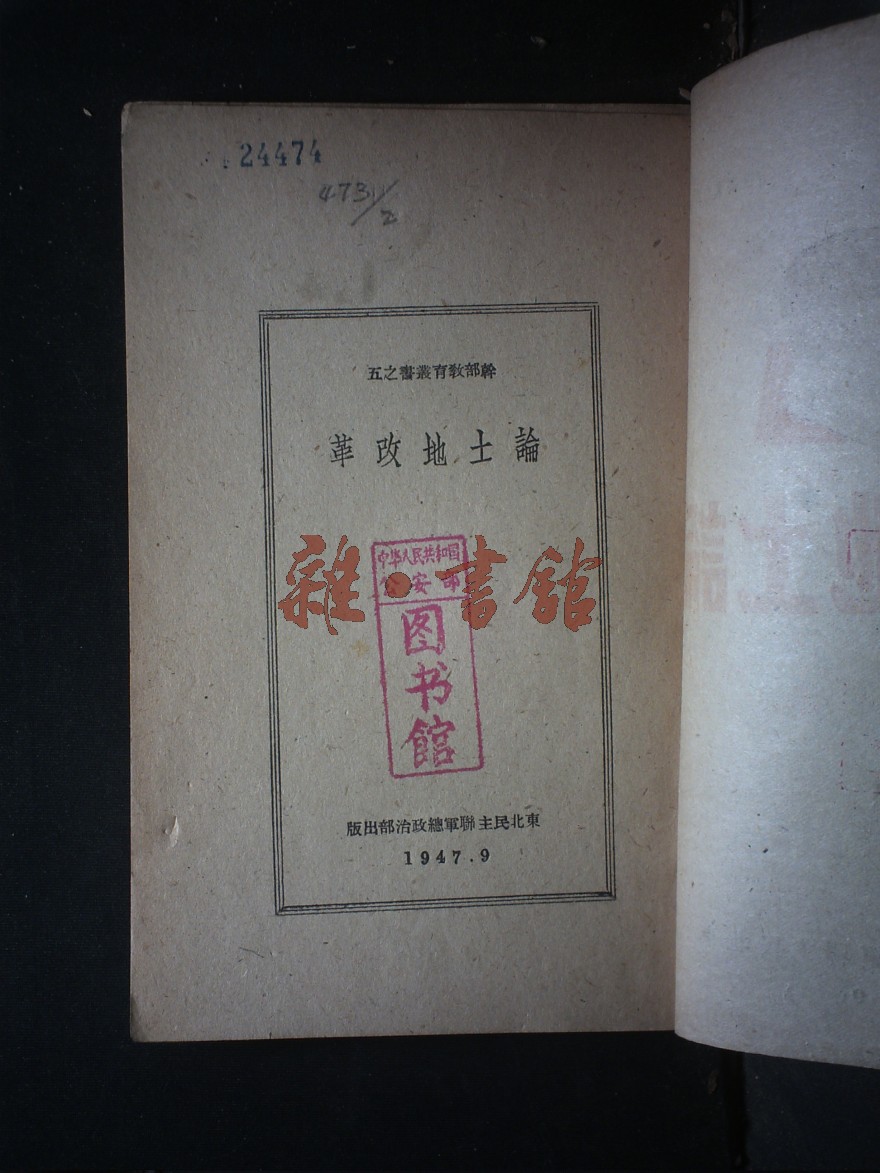 24474
473/2
幹部教育叢書之五
論土地改革
雜·書館
中华人民共和国
公安部
图书馆
東北民主聯軍總政治部出版
1947.9